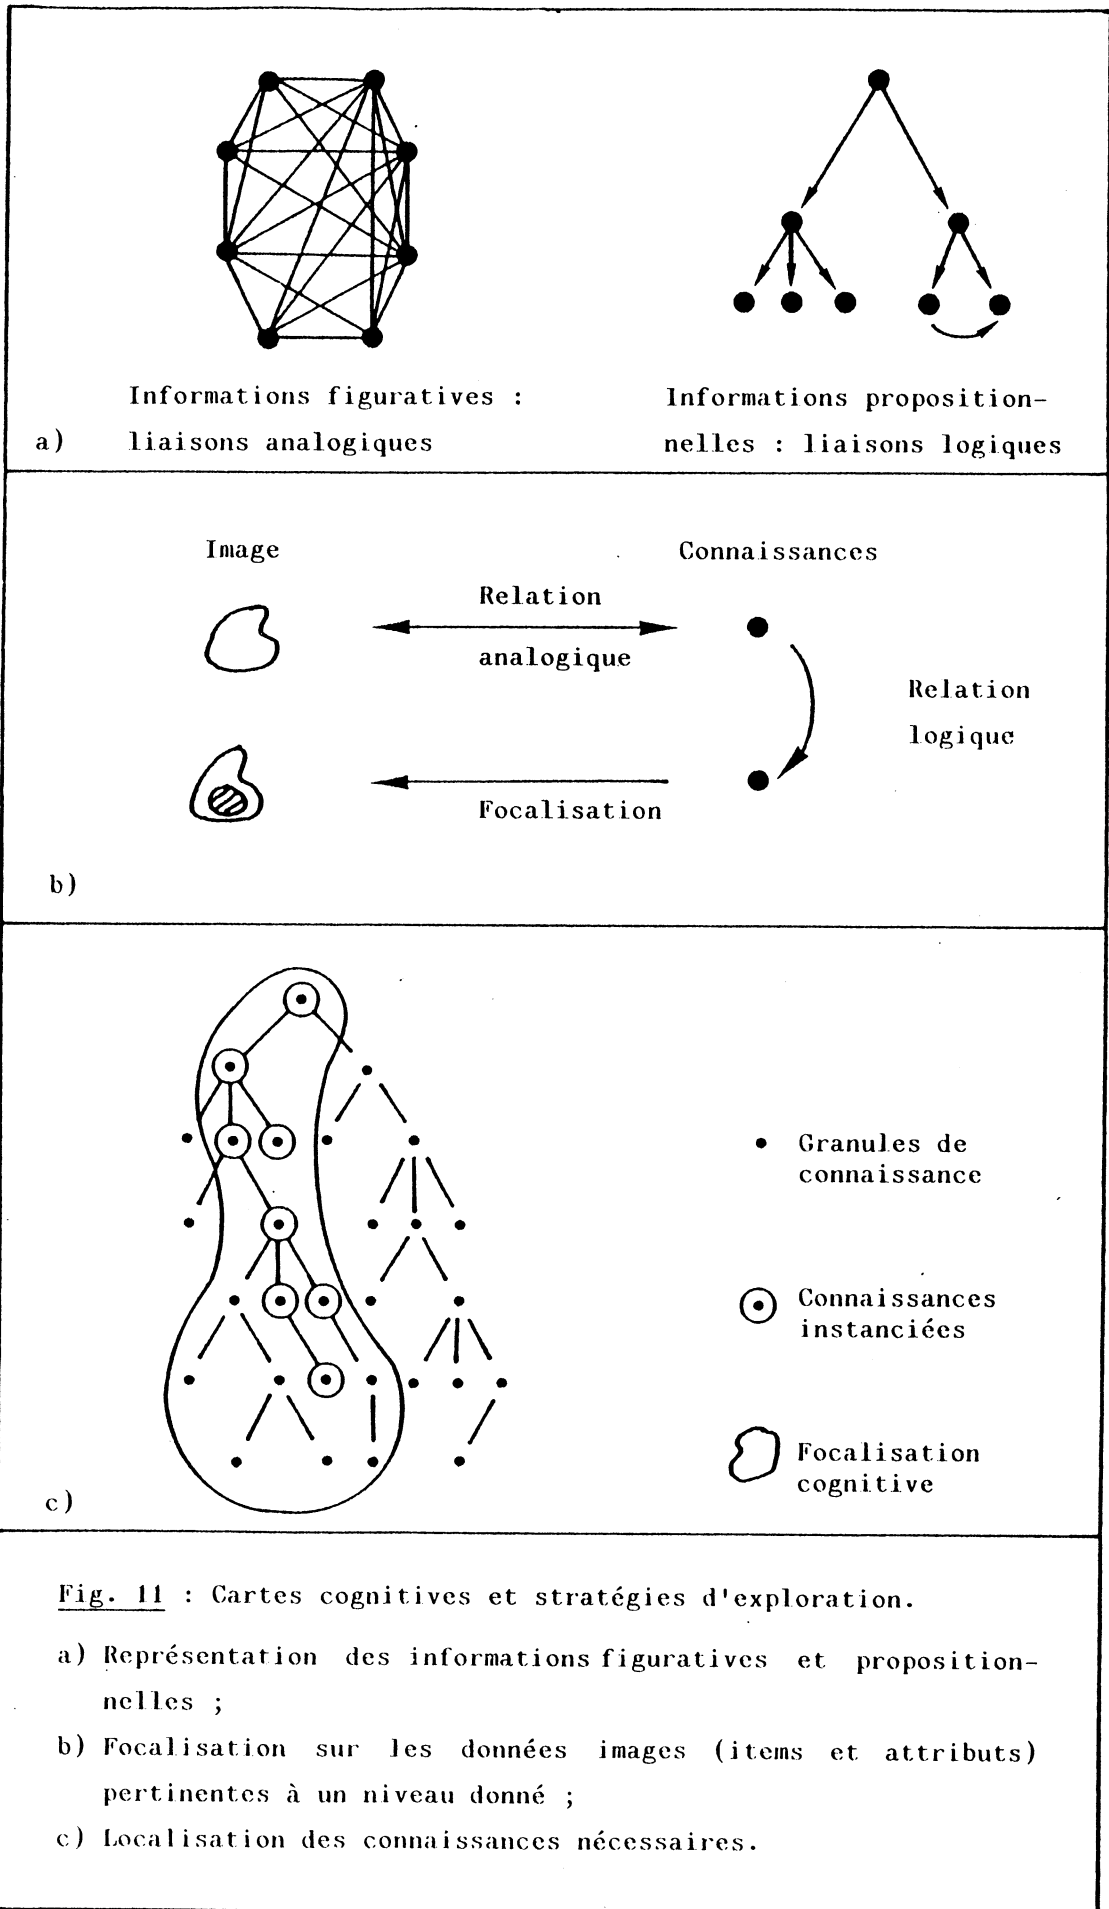 Informations figuratives :
liaisons analogiques
Informations proposition-
nelles : liaisons logiques
a)
Image
Connaissances
Relation
analogique
Relation
logique
Focalisation
b)
Granules de
connaissance
Connaissances
instanciées
Focalisation
cognitive
c)
Fig. 11 : Cartes cognitives et stratégies d'exploration.
a) Représentation des informations figuratives et proposition-
nelles ;
b) Focalisation sur les données images (items et attributs)
pertinentes à un niveau donné ;
c) Localisation des connaissances nécessaires.